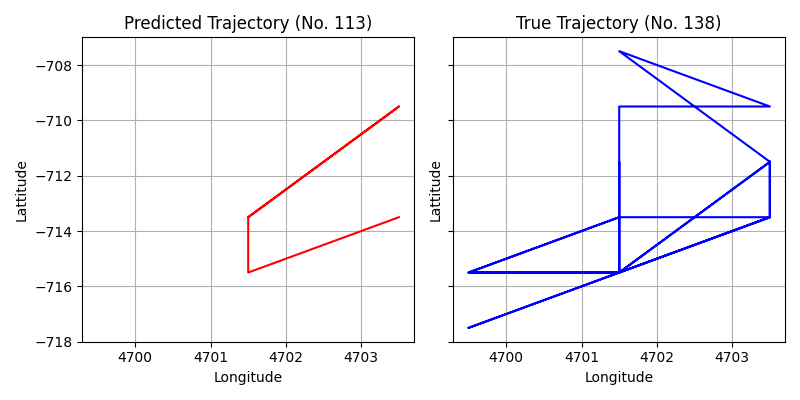 Predicted Trajectory (No. 113)
−708
−710
−712
−714
−716
−718
Lattitude
4700 4701 4702 4703
Longitude
True Trajectory (No. 138)
Lattitude
4700 4701 4702 4703
Longitude